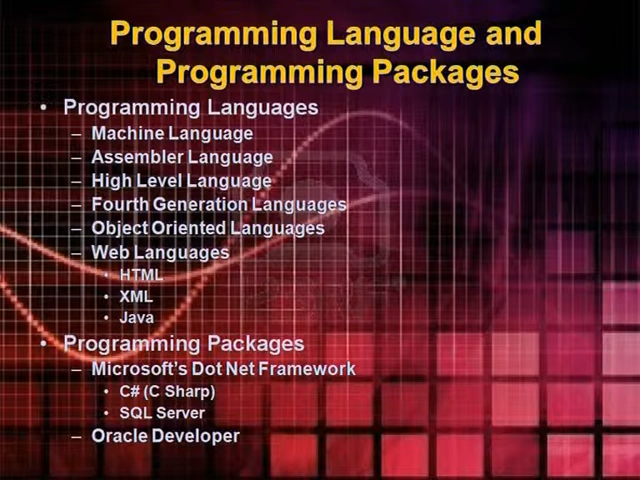 Programming Language and
Programming Packages
• Programming Languages
– Machine Language
– Assembler Language
– High Level Language
– Fourth Generation Languages
– Object Oriented Languages
– Web Languages
• HTML
• XML
• Java
• Programming Packages
– Microsoft's Dot Net Framework
• C# (C Sharp)
• SQL Server
– Oracle Developer